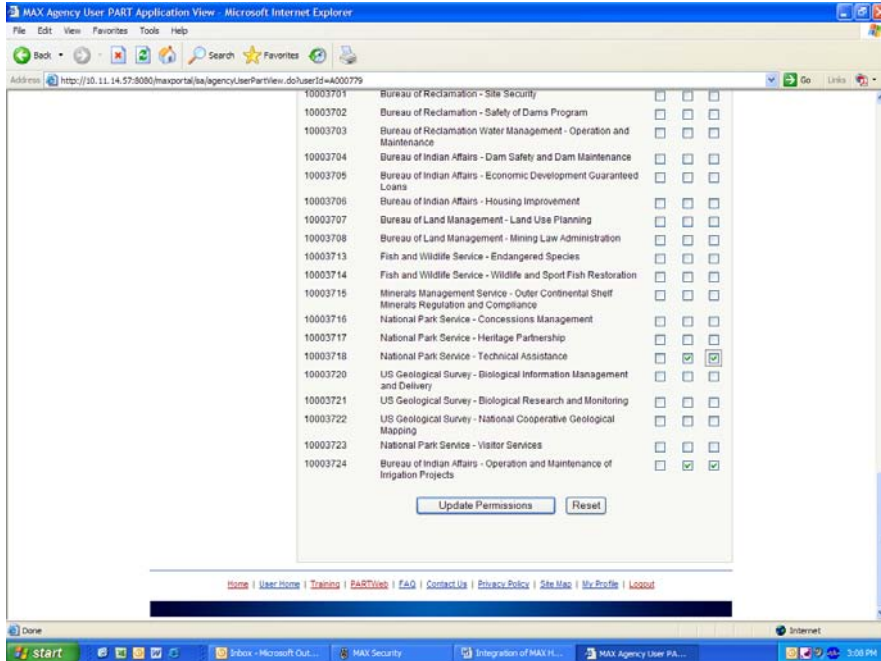 MAX Agency User PART Application View - Microsoft Internet Explorer
File Edit View Favorites Tools Help
Back Search Favorites
Address http://10.11.14.57:8080/maxportal/sa/agencyUserPartView.do?userId=A000779 Go Links
10003701 Bureau of Reclamation - Site Security
10003702 Bureau of Reclamation - Safety of Dams Program
10003703 Bureau of Reclamation Water Management - Operation and
Maintenance
10003704 Bureau of Indian Affairs - Dam Safety and Dam Maintenance
10003705 Bureau of Indian Affairs - Economic Development Guaranteed
Loans
10003706 Bureau of Indian Affairs - Housing Improvement
10003707 Bureau of Land Management - Land Use Planning
10003708 Bureau of Land Management - Mining Law Administration
10003713 Fish and Wildlife Service - Endangered Species
10003714 Fish and Wildlife Service - Wildlife and Sport Fish Restoration
10003715 Minerals Management Service - Outer Continental Shelf
Minerals Regulation and Compliance
10003716 National Park Service - Concessions Management
10003717 National Park Service - Heritage Partnership
10003718 National Park Service - Technical Assistance
10003720 US Geological Survey - Biological Information Management
and Delivery
10003721 US Geological Survey - Biological Research and Monitoring
10003722 US Geological Survey - National Cooperative Geological
Mapping
10003723 National Park Service - Visitor Services
10003724 Bureau of Indian Affairs - Operation and Maintenance of
Irrigation Projects
Update Permissions Reset
Home | User Home | Training | PARTWeb | FAQ | Contact Us | Privacy Policy | Site Map | My Profile | Logout
Done Internet
start Inbox - Microsoft Out... MAX Security Integration of MAX H... MAX Agency User PA... 3:08 PM